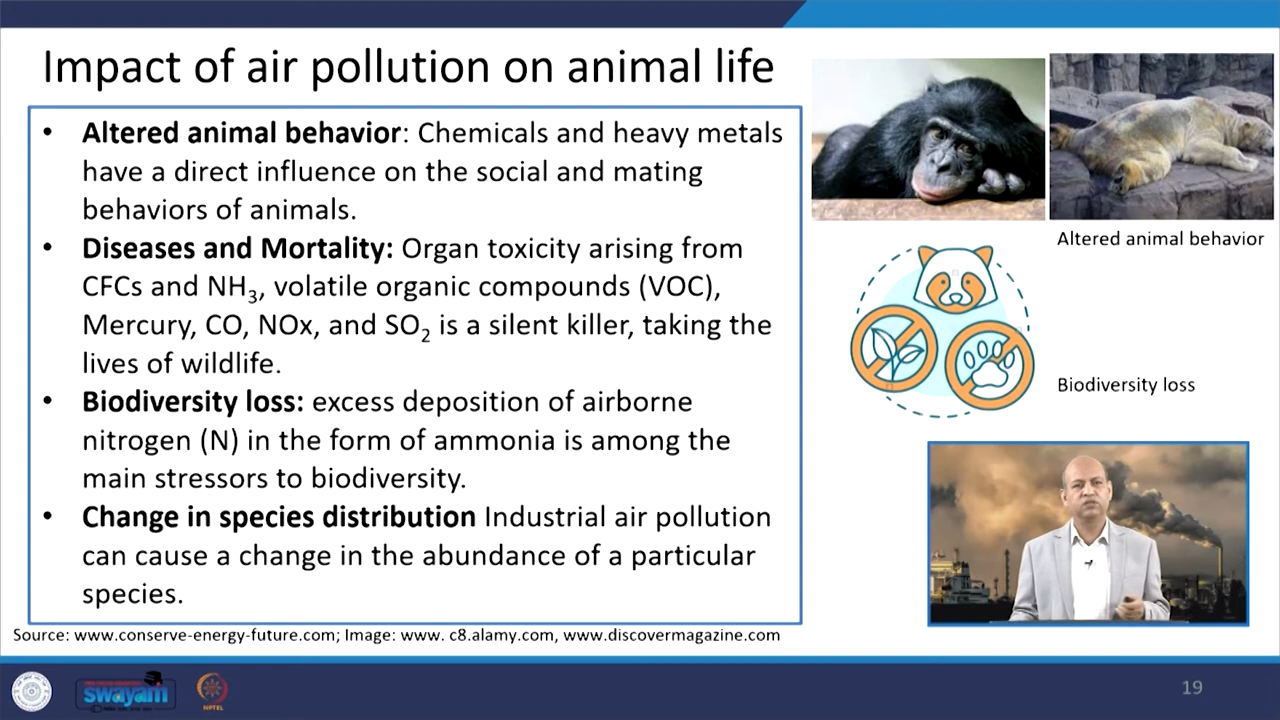 Impact of air pollution on animal life
• Altered animal behavior: Chemicals and heavy metals
have a direct influence on the social and mating
behaviors of animals.
• Diseases and Mortality: Organ toxicity arising from
CFCs and NH₃, volatile organic compounds (VOC),
Mercury, CO, NOx, and SO₂ is a silent killer, taking the
lives of wildlife.
• Biodiversity loss: excess deposition of airborne
nitrogen (N) in the form of ammonia is among the
main stressors to biodiversity.
• Change in species distribution Industrial air pollution
can cause a change in the abundance of a particular
species.
Altered animal behavior
Biodiversity loss
Source: www.conserve-energy-future.com; Image: www. c8.alamy.com, www.discovermagazine.com
swayam
NPTEL
19